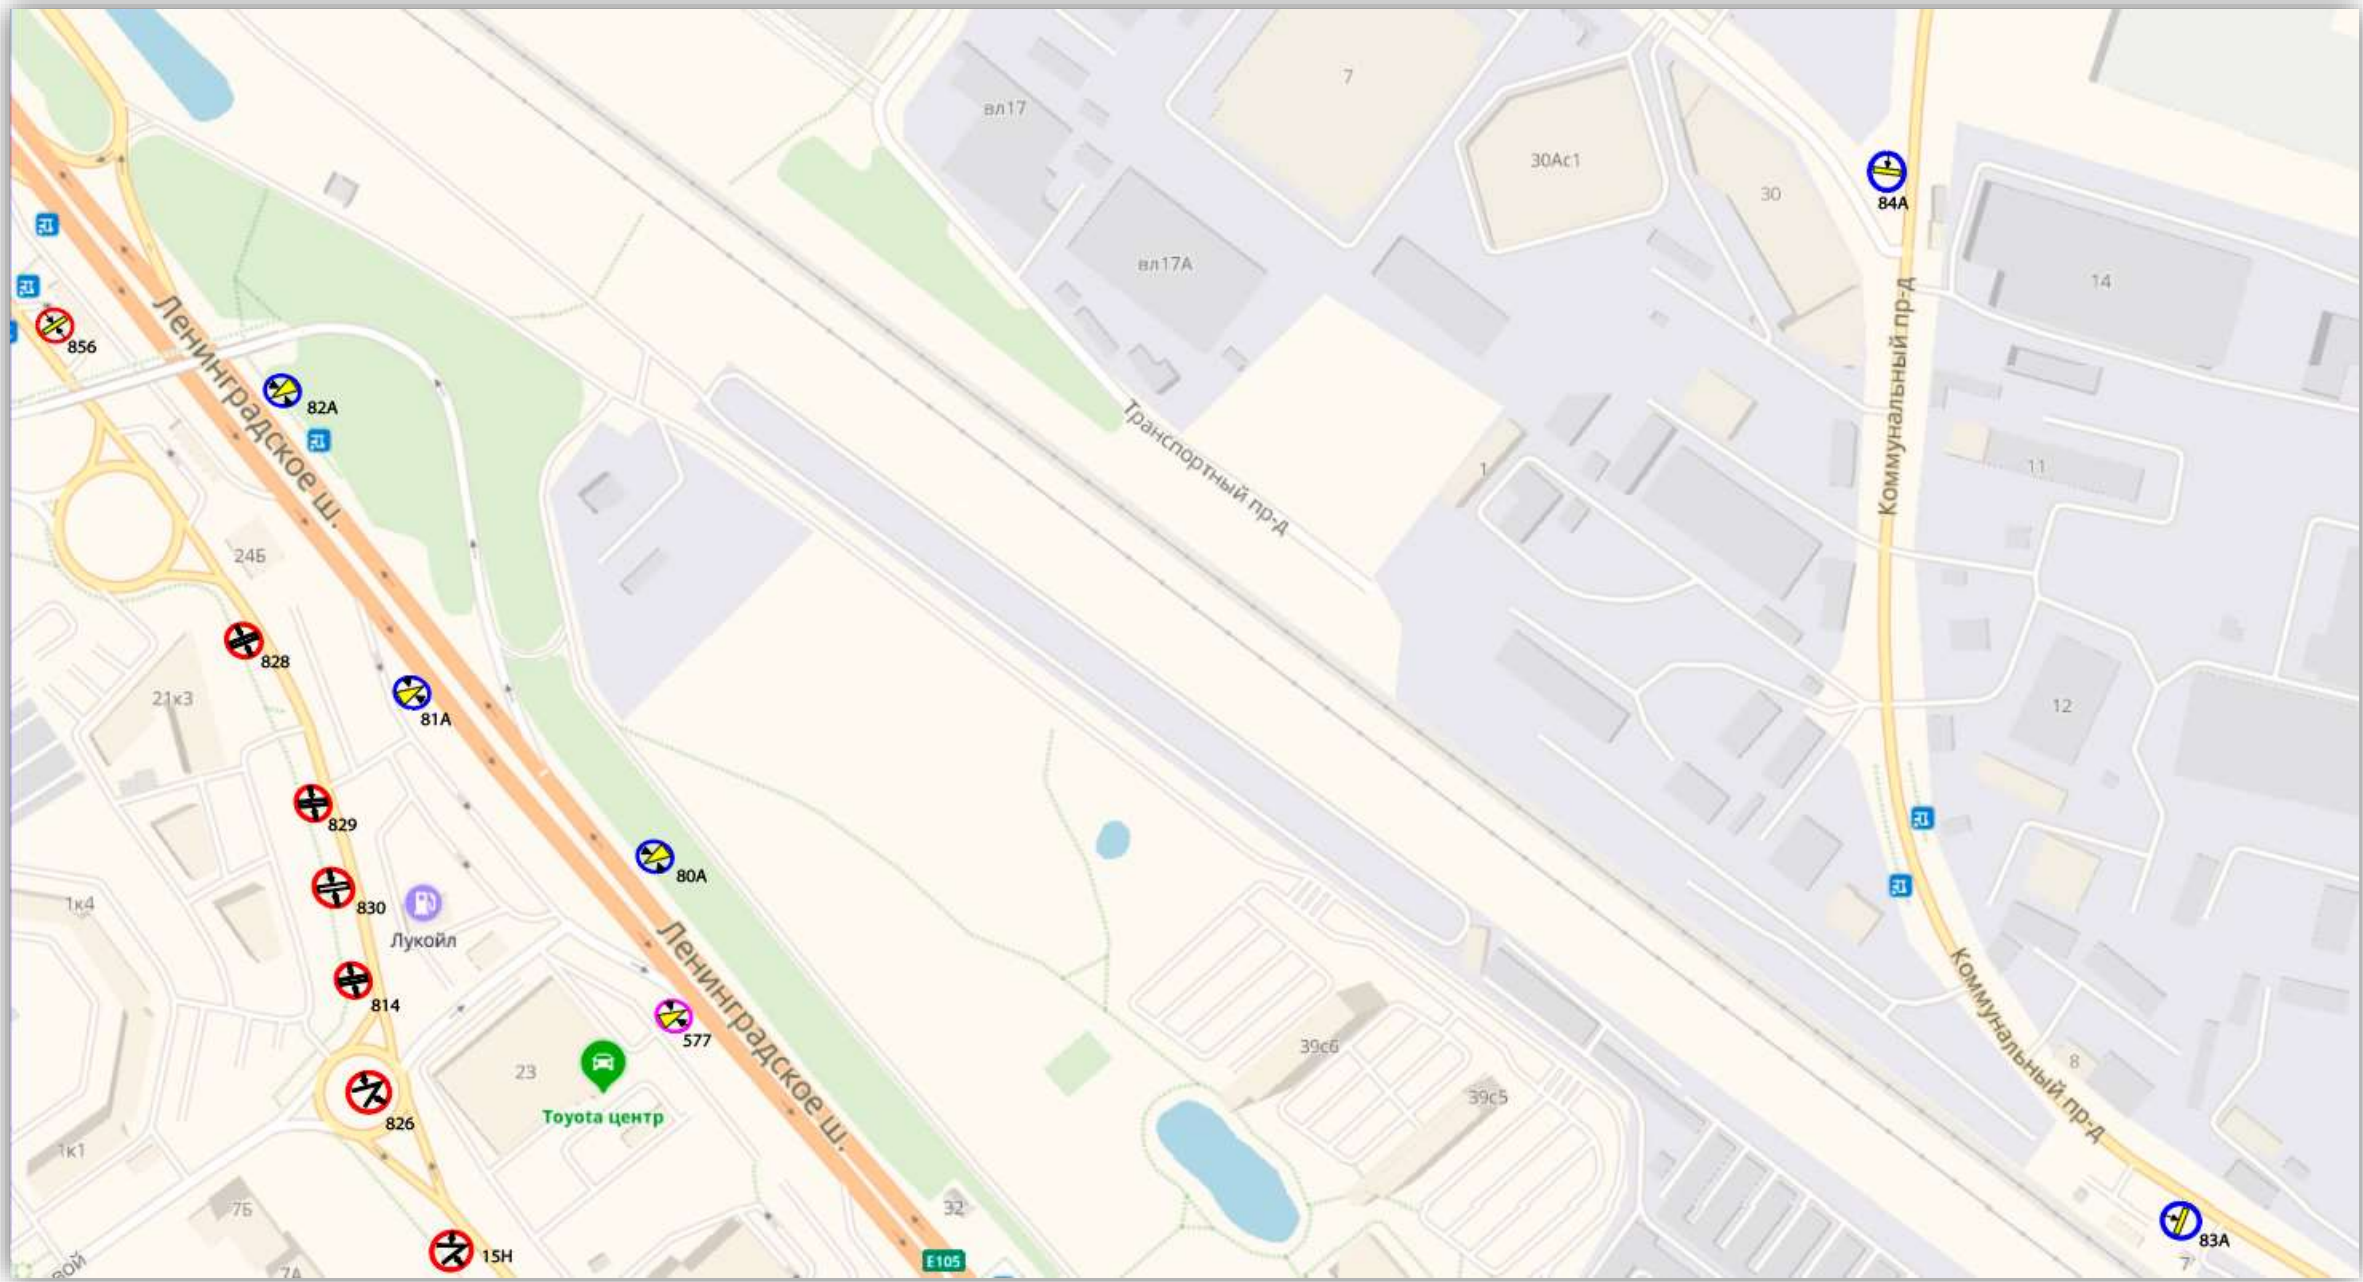 7
вл17
30Ас1
30
84А
вл17А
14
Ленинградское ш.
856
82А
Коммунальный пр-д
Транспортный пр-д
1
11
24Б
828
21к3
81А
12
829
80А
830
1к4
Лукойл
Ленинградское ш.
814
577
Коммунальный пр-д
39с6
23
8
Toyota центр
39с5
826
1к1
7Б
32
83А
15Н
Е105
7А
вой
7